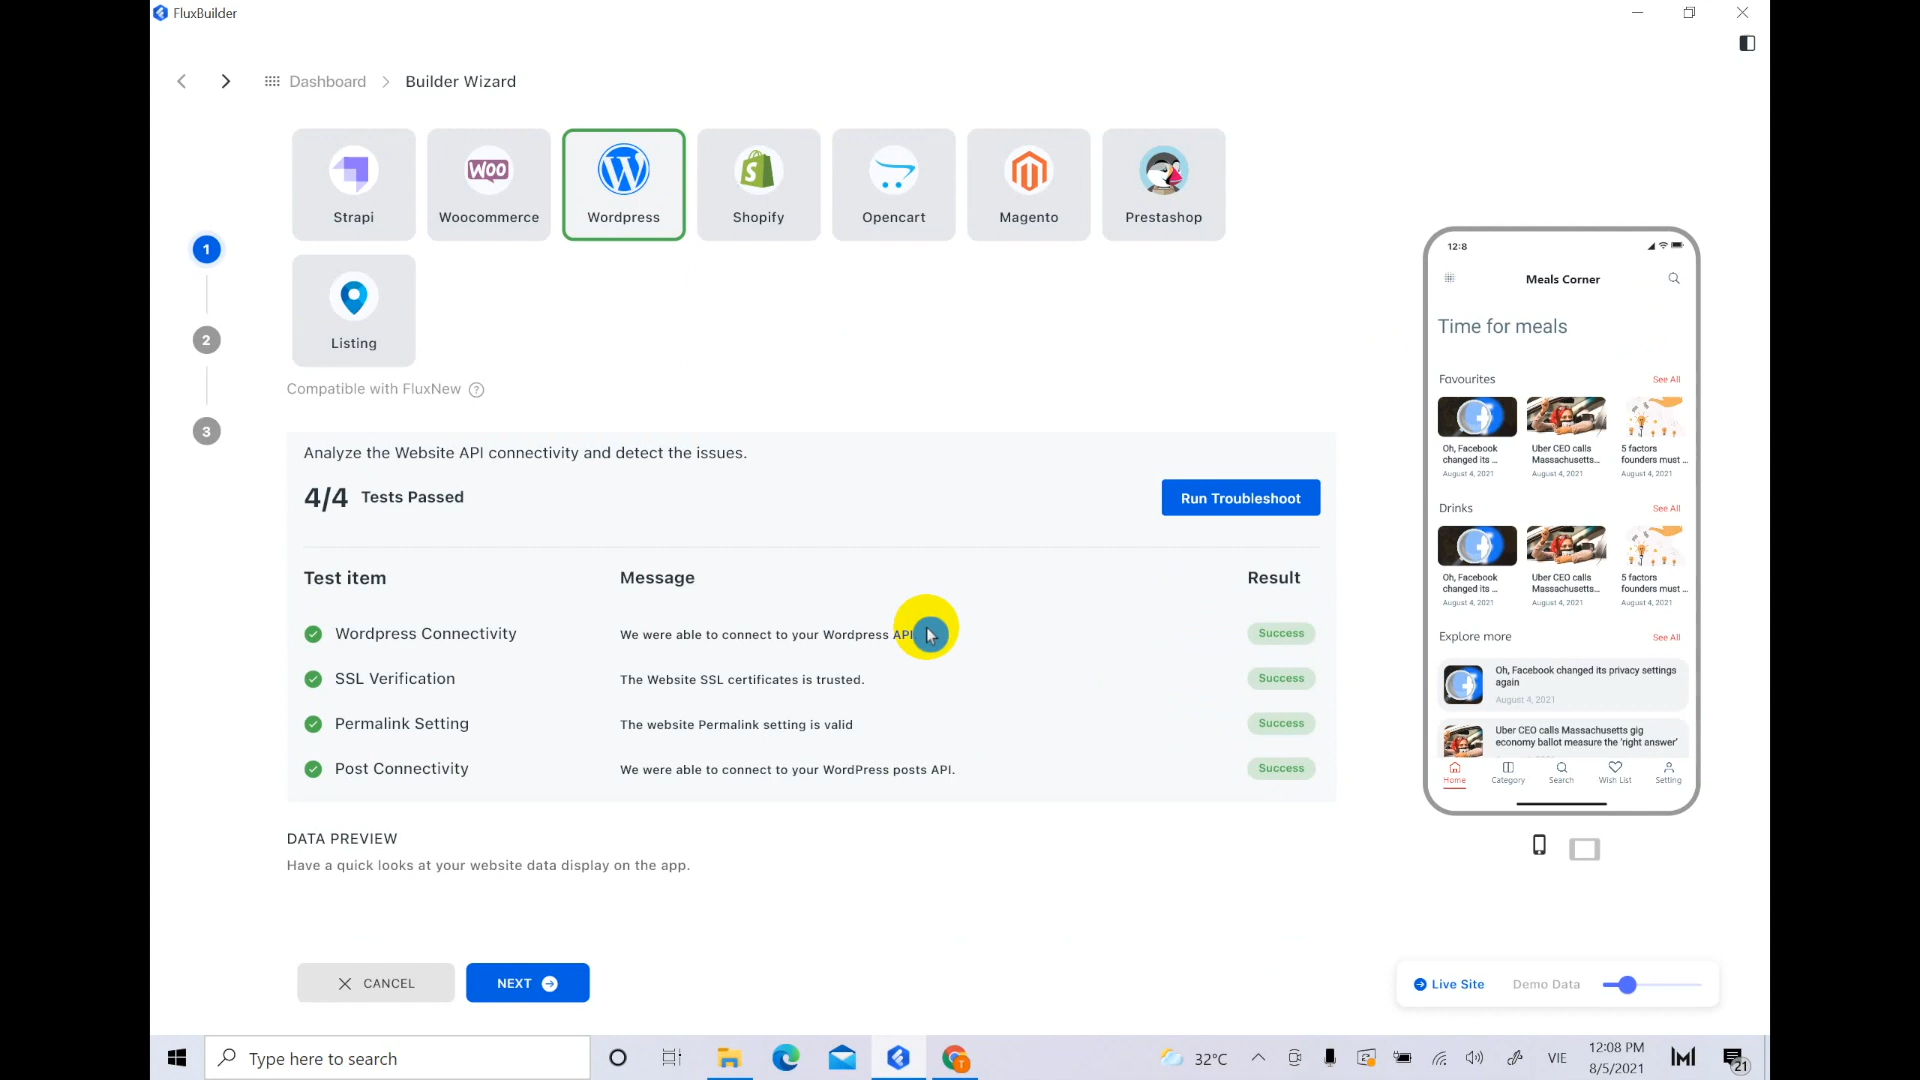 FluxBuilder
Dashboard
Builder Wizard
Strapi
WOO
Woocommerce
Wordpress
Shopify
Opencart
Magento
Prestashop
Listing
1
2
3
Compatible with FluxNew ?
Analyze the Website API connectivity and detect the issues.
4/4 Tests Passed
Run Troubleshoot
Test item
Message
Result
Wordpress Connectivity
We were able to connect to your Wordpress API
Success
SSL Verification
The Website SSL certificates is trusted.
Success
Permalink Setting
The website Permalink setting is valid
Success
Post Connectivity
We were able to connect to your WordPress posts API.
Success
DATA PREVIEW
Have a quick looks at your website data display on the app.
CANCEL
NEXT
12:8
Meals Corner
Time for meals
Favourites
See All
Oh, Facebook
changed its ...
August 4, 2021
Uber CEO calls
Massachusetts...
August 4, 2021
5 factors
founders must ...
August 4, 2021
Drinks
See All
Oh, Facebook
changed its ...
August 4, 2021
Uber CEO calls
Massachusetts...
August 4, 2021
5 factors
founders must ...
August 4, 2021
Explore more
See All
Oh, Facebook changed its privacy settings
again
August 4, 2021
Uber CEO calls Massachusetts gig
economy ballot measure the 'right answer'
Home
Category
Search
Wish List
Setting
Live Site
Demo Data
Type here to search
32°C
VIE
12:08 PM
8/5/2021
21